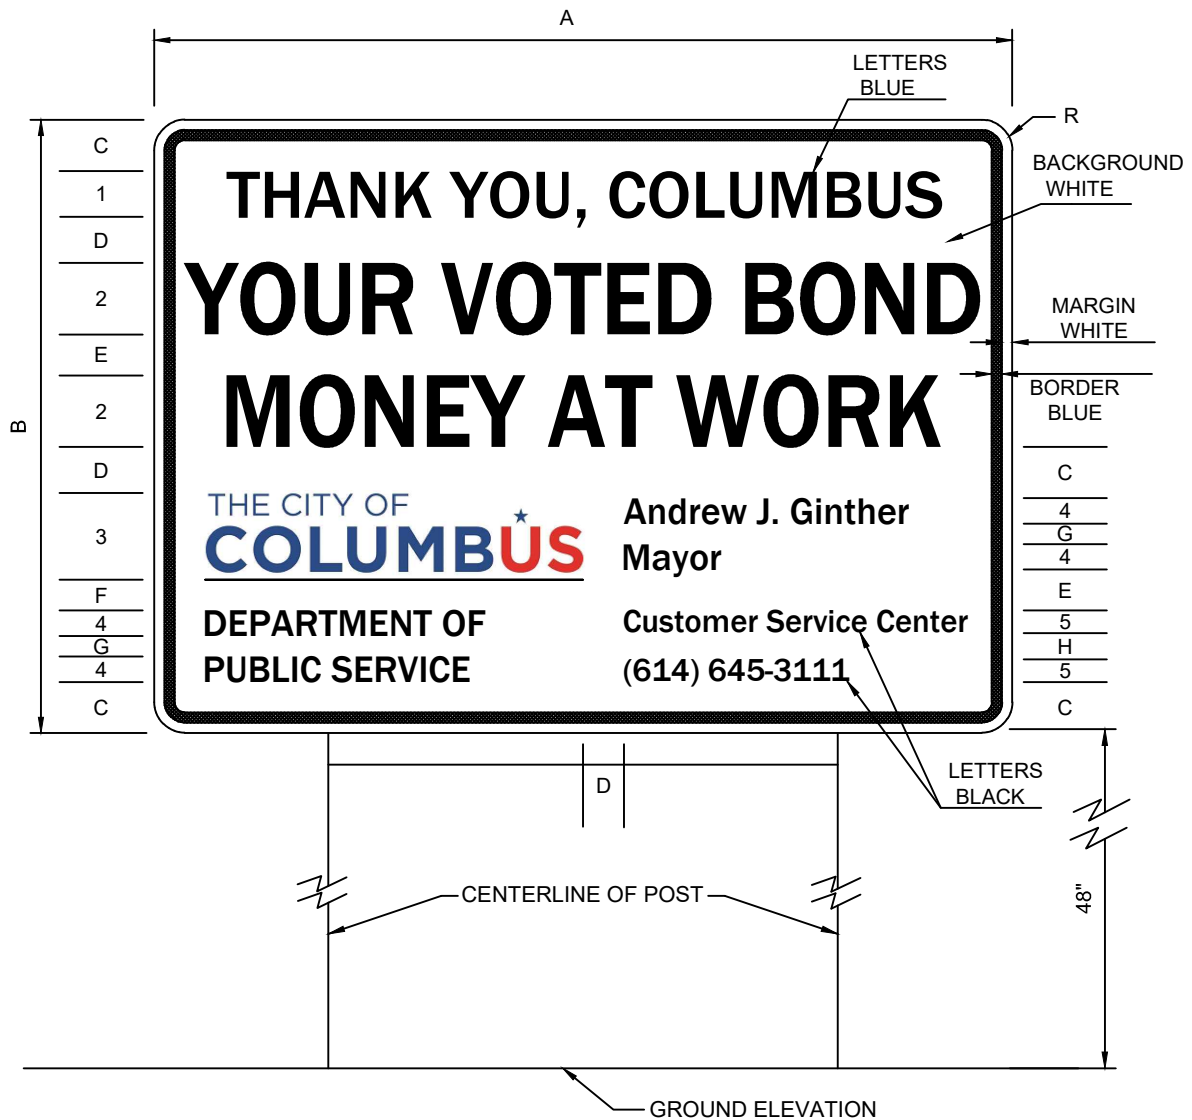 A
LETTERS
BLUE
R
BACKGROUND
WHITE
MARGIN
WHITE
BORDER
BLUE
B
C
1
D
2
E
2
D
3
F
4
G
4
C
THANK YOU, COLUMBUS
YOUR VOTED BOND
MONEY AT WORK
THE CITY OF
COLUMBUS
DEPARTMENT OF
PUBLIC SERVICE
Andrew J. Ginther
Mayor
Customer Service Center
(614) 645-3111
C
4
G
4
E
5
H
5
C
LETTERS
BLACK
D
CENTERLINE OF POST
48"
GROUND ELEVATION